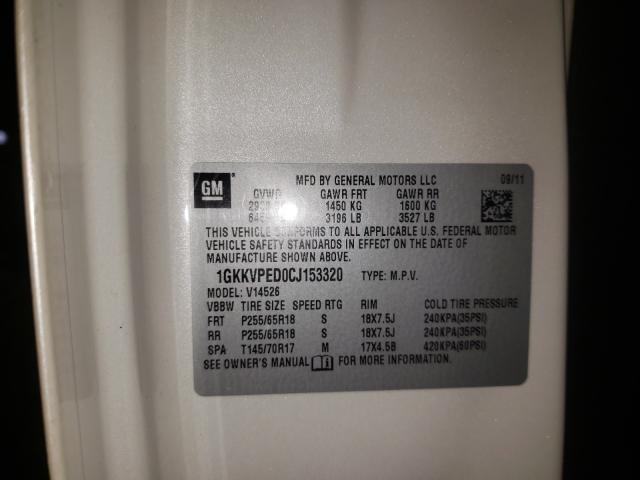 GM
MFD BY GENERAL MOTORS LLC 09/11
GAWR FRT GAWR RR
1450 KG 1600 KG
3196 LB 3527 LB
THIS VEHICLE CONFORMS TO ALL APPLICABLE U.S. FEDERAL MOTOR
VEHICLE SAFETY STANDARDS IN EFFECT ON THE DATE OF
MANUFACTURE SHOWN ABOVE.
1GKKVPED0CJ153320 TYPE: M.P.V.
MODEL: V14526
VBBW TIRE SIZE SPEED RTG RIM COLD TIRE PRESSURE
FRT P255/65R18 S 18X7.5J 240KPA(35PSI)
RR P255/65R18 S 18X7.5J 240KPA(35PSI)
SPA T145/70R17 M 17X4.5B 420KPA(60PSI)
SEE OWNER'S MANUAL FOR MORE INFORMATION.